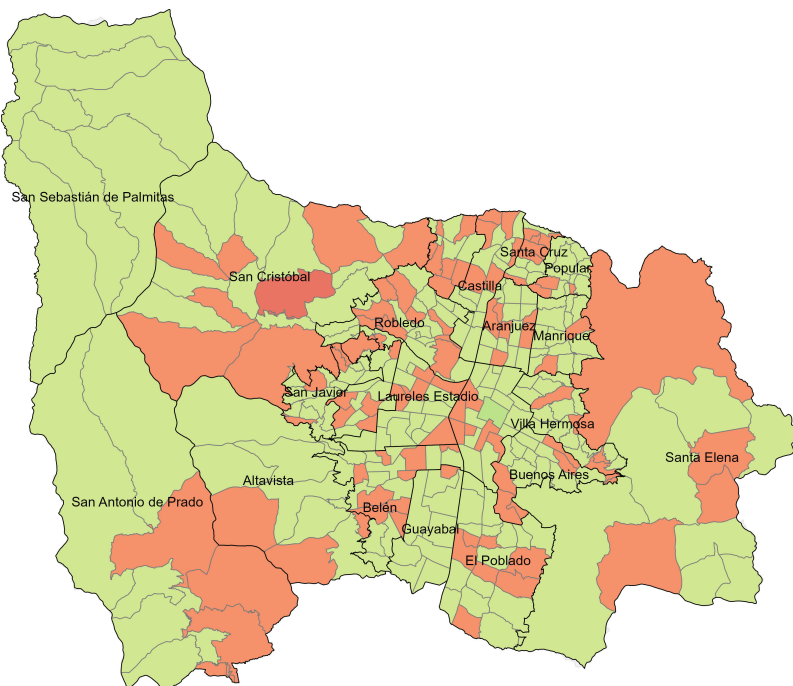 San Sebastián de Palmitas
San Cristóbal
Santa Cruz
Popular
Castilla
Robledo
Aranjuez
Manrique
San Javier
Laureles Estadio
Villa Hermosa
Santa Elena
Buenos Aires
Altavista
San Antonio de Prado
Belén
Guayabal
El Poblado